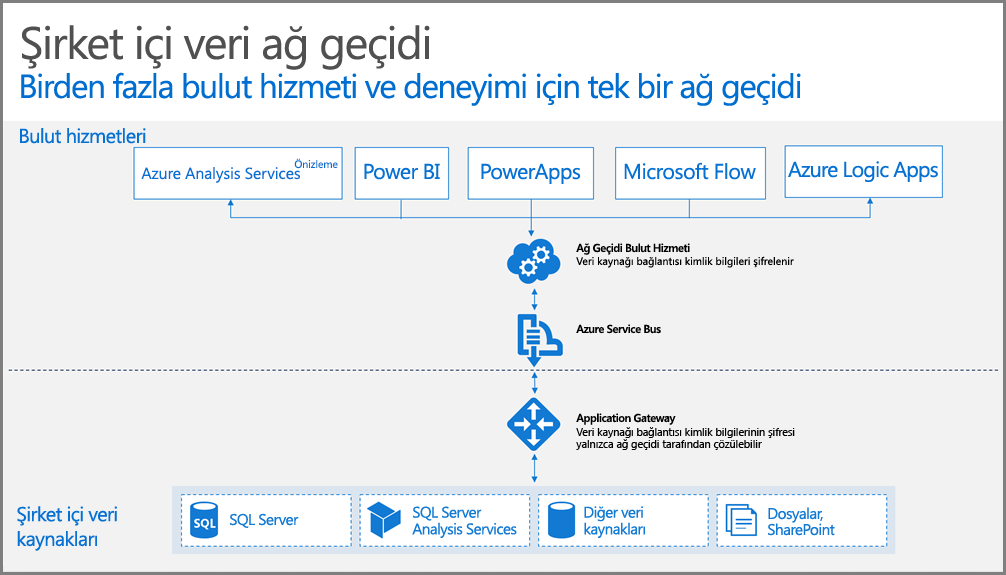 Şirket içi veri ağ geçidi
Birden fazla bulut hizmeti ve deneyimi için tek bir ağ geçidi
Bulut hizmetleri
Azure Analysis Services Önizleme
Power BI
PowerApps
Microsoft Flow
Azure Logic Apps
Ağ Geçidi Bulut Hizmeti
Veri kaynağı bağlantısı kimlik bilgileri şifrelenir
Azure Service Bus
Application Gateway
Veri kaynağı bağlantısı kimlik bilgilerinin şifresi
yalnızca ağ geçidi tarafından çözülebilir
Şirket içi veri
kaynakları
SQL
SQL Server
SQL Server
Analysis Services
Diğer veri
kaynakları
Dosyalar,
SharePoint